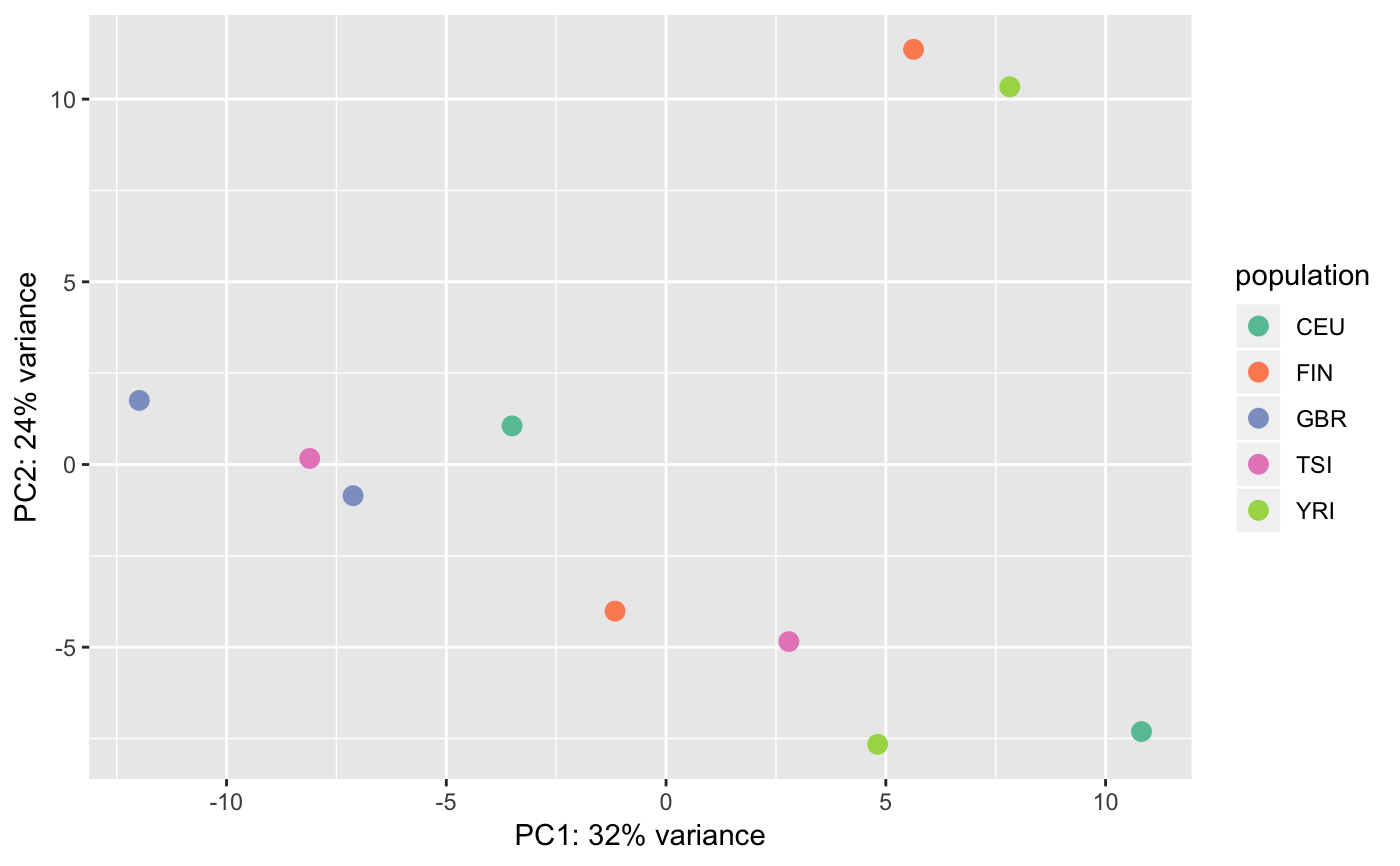 10
5
0
-5
PC2: 24% variance
-10
-5
0
5
10
PC1: 32% variance
population
CEU
FIN
GBR
TSI
YRI